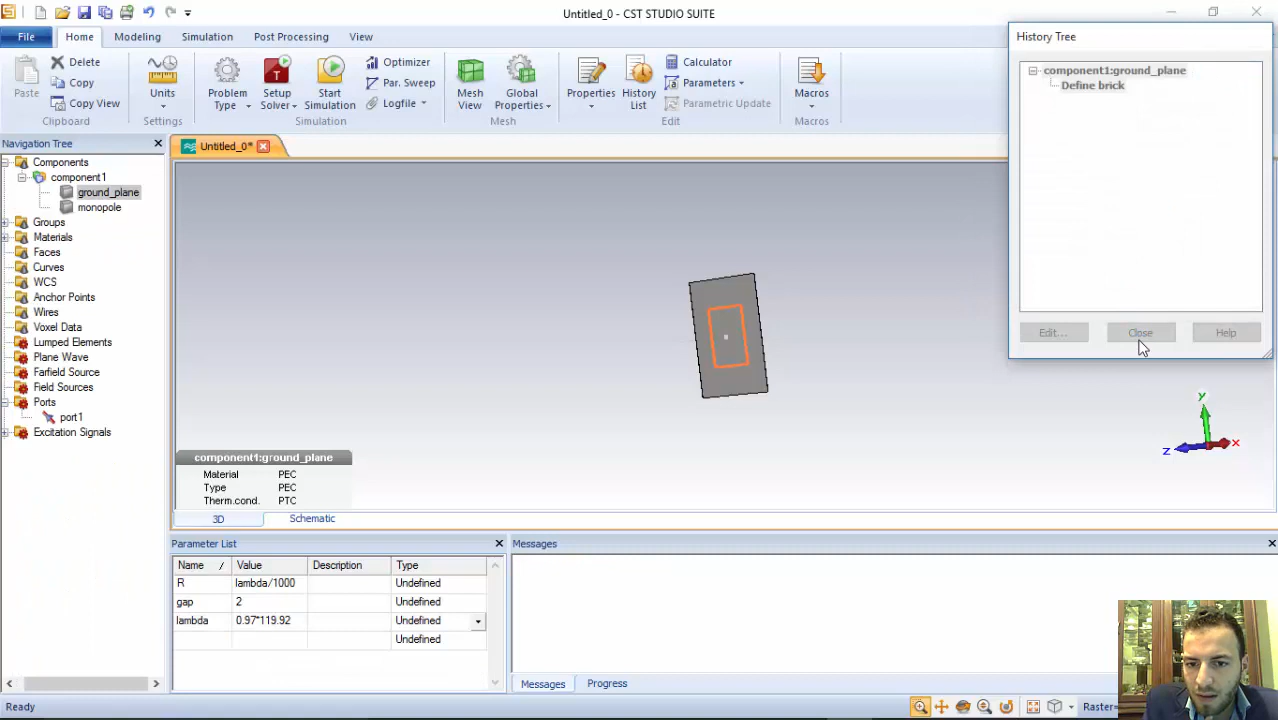 Untitled_0 - CST STUDIO SUITE
File Home Modeling Simulation Post Processing View
Paste
Delete
Copy
Copy View
Clipboard
Units
Settings
Problem Type
Setup Solver
Start Simulation
Optimizer
Par. Sweep
Logfile
Simulation
Mesh View
Global Properties
Mesh
Properties
History List
Calculator
Parameters
Parametric Update
Edit
Macros
Macros
History Tree
component1:ground_plane
Define brick
Edit... Close Help
Navigation Tree
Components
component1
ground_plane
monopole
Groups
Materials
Faces
Curves
WCS
Anchor Points
Wires
Voxel Data
Lumped Elements
Plane Wave
Farfield Source
Field Sources
Ports
port1
Excitation Signals
Untitled_0*
y
x
z
component1:ground_plane
Material PEC
Type PEC
Therm.cond. PTC
3D Schematic
Parameter List
Name Value Description Type
R lambda/1000 Undefined
gap 2 Undefined
lambda 0.97*119.92 Undefined
Undefined
Messages
Messages Progress
Ready
Raster=